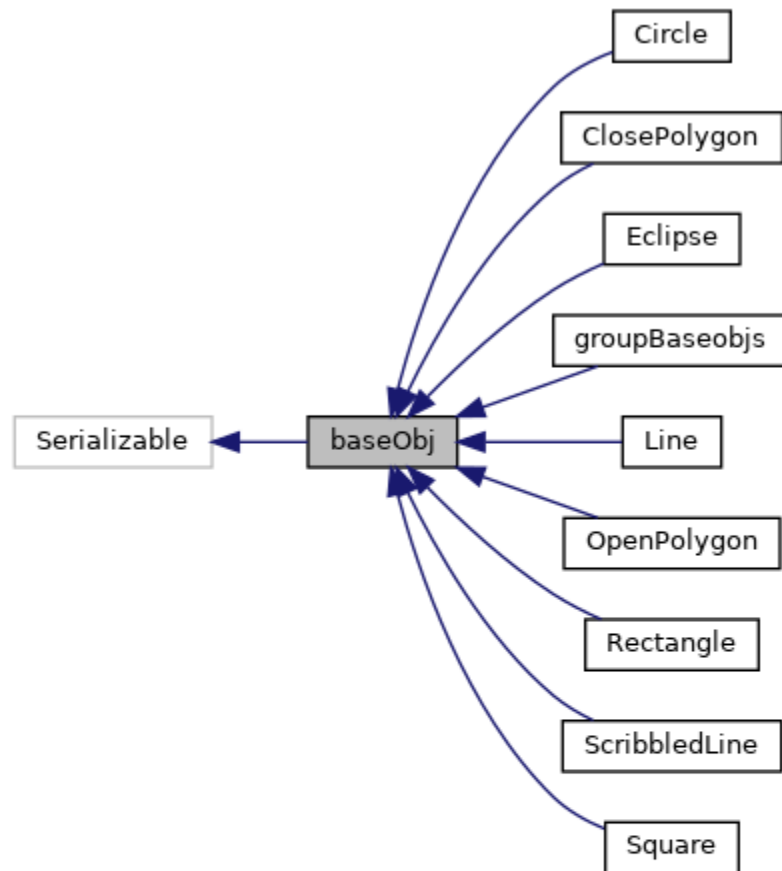 Circle
ClosePolygon
Eclipse
groupBaseobjs
Serializable
baseObj
Line
OpenPolygon
Rectangle
ScribbledLine
Square